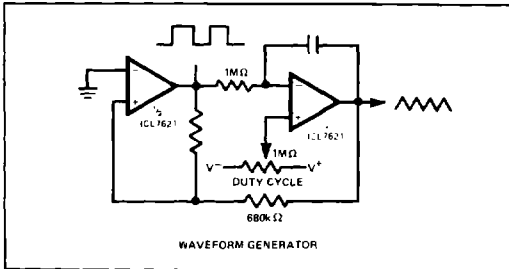 1MΩ
−
+
½
ICL7621
−
+
ICL7621
1MΩ
V⁻
V⁺
DUTY CYCLE
680kΩ
WAVEFORM GENERATOR